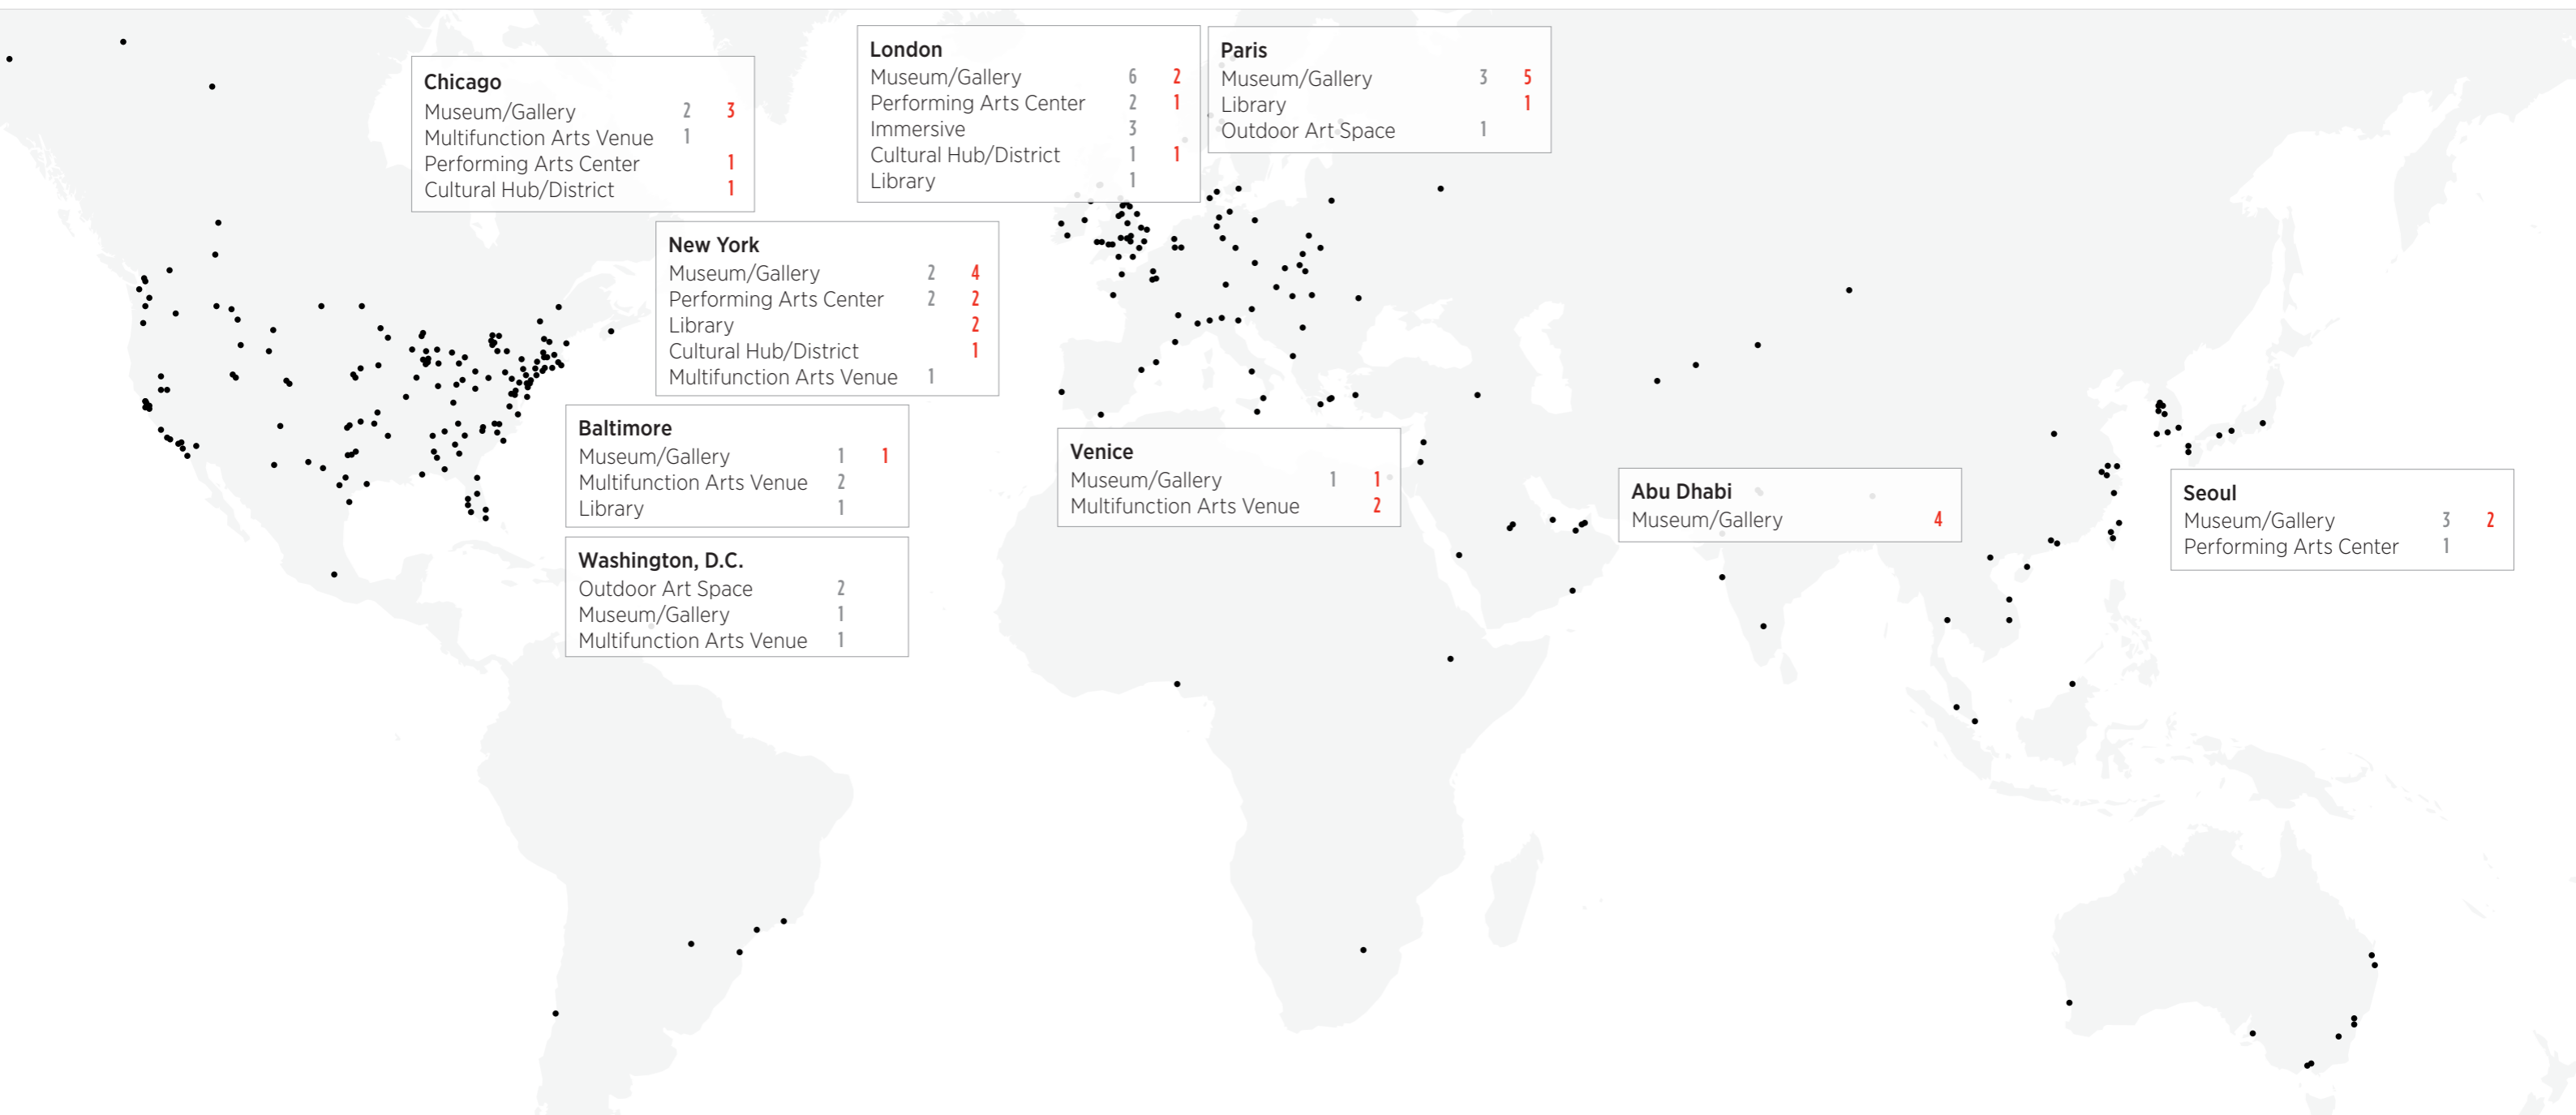 Chicago
Museum/Gallery 2 3
Multifunction Arts Venue 1
Performing Arts Center 1
Cultural Hub/District 1
London
Museum/Gallery 6 2
Performing Arts Center 2 1
Immersive 3
Cultural Hub/District 1 1
Library 1
Paris
Museum/Gallery 3 5
Library 1
Outdoor Art Space 1
New York
Museum/Gallery 2 4
Performing Arts Center 2 2
Library 2
Cultural Hub/District 1
Multifunction Arts Venue 1
Baltimore
Museum/Gallery 1 1
Multifunction Arts Venue 2
Library 1
Washington, D.C.
Outdoor Art Space 2
Museum/Gallery 1
Multifunction Arts Venue 1
Venice
Museum/Gallery 1 1
Multifunction Arts Venue 2
Abu Dhabi
Museum/Gallery 4
Seoul
Museum/Gallery 3 2
Performing Arts Center 1